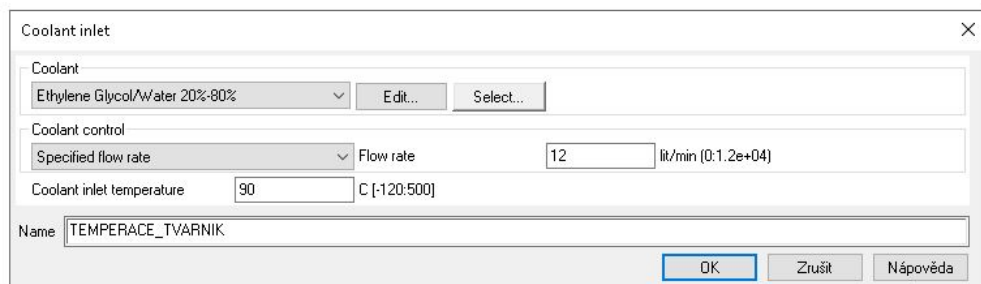 Coolant inlet
Coolant
Ethylene Glycol/Water 20%-80% Edit... Select...
Coolant control
Specified flow rate Flow rate 12 lit/min (0:1.2e+04)
Coolant inlet temperature 90 C [-120:500]
Name TEMPERACE_TVARNIK
OK Zrušit Nápověda